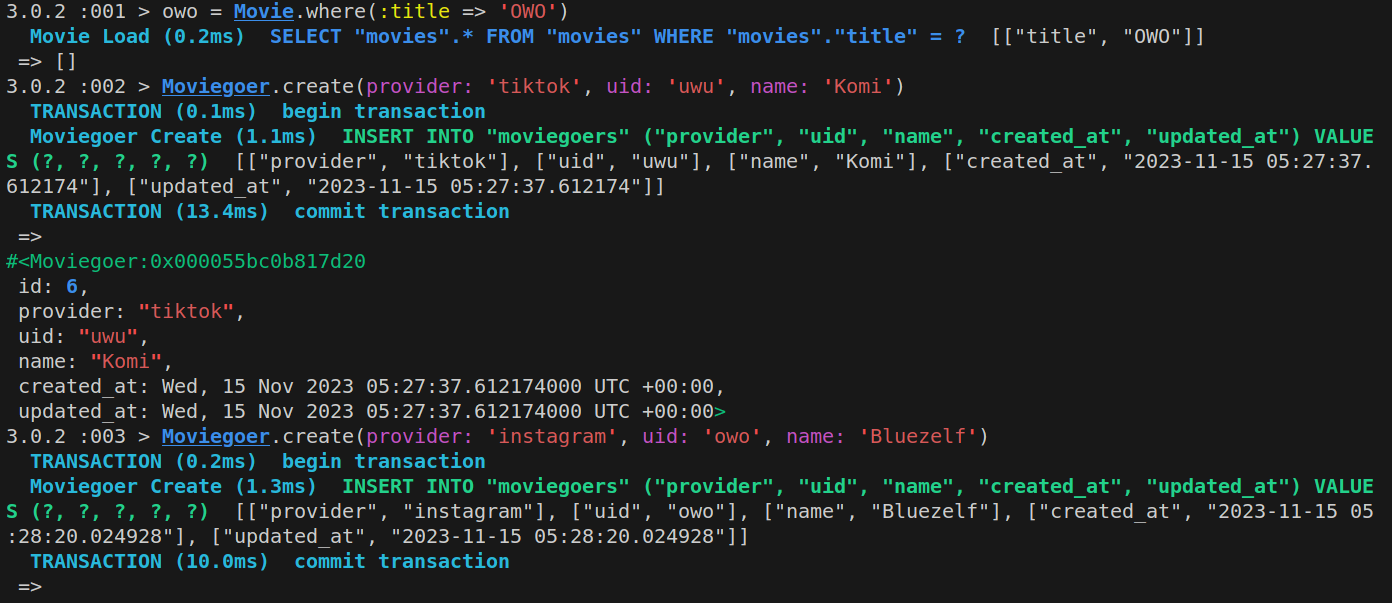 3.0.2 :001 > owo = Movie.where(:title => 'OWO')
  Movie Load (0.2ms)  SELECT "movies".* FROM "movies" WHERE "movies"."title" = ?  [["title", "OWO"]]
 => []
3.0.2 :002 > Moviegoer.create(provider: 'tiktok', uid: 'uwu', name: 'Komi')
  TRANSACTION (0.1ms)  begin transaction
  Moviegoer Create (1.1ms)  INSERT INTO "moviegoers" ("provider", "uid", "name", "created_at", "updated_at") VALUE
S (?, ?, ?, ?, ?)  [["provider", "tiktok"], ["uid", "uwu"], ["name", "Komi"], ["created_at", "2023-11-15 05:27:37.
612174"], ["updated_at", "2023-11-15 05:27:37.612174"]]
  TRANSACTION (13.4ms)  commit transaction
 =>
#<Moviegoer:0x000055bc0b817d20
 id: 6,
 provider: "tiktok",
 uid: "uwu",
 name: "Komi",
 created_at: Wed, 15 Nov 2023 05:27:37.612174000 UTC +00:00,
 updated_at: Wed, 15 Nov 2023 05:27:37.612174000 UTC +00:00>
3.0.2 :003 > Moviegoer.create(provider: 'instagram', uid: 'owo', name: 'Bluezelf')
  TRANSACTION (0.2ms)  begin transaction
  Moviegoer Create (1.3ms)  INSERT INTO "moviegoers" ("provider", "uid", "name", "created_at", "updated_at") VALUE
S (?, ?, ?, ?, ?)  [["provider", "instagram"], ["uid", "owo"], ["name", "Bluezelf"], ["created_at", "2023-11-15 05
:28:20.024928"], ["updated_at", "2023-11-15 05:28:20.024928"]]
  TRANSACTION (10.0ms)  commit transaction
 =>